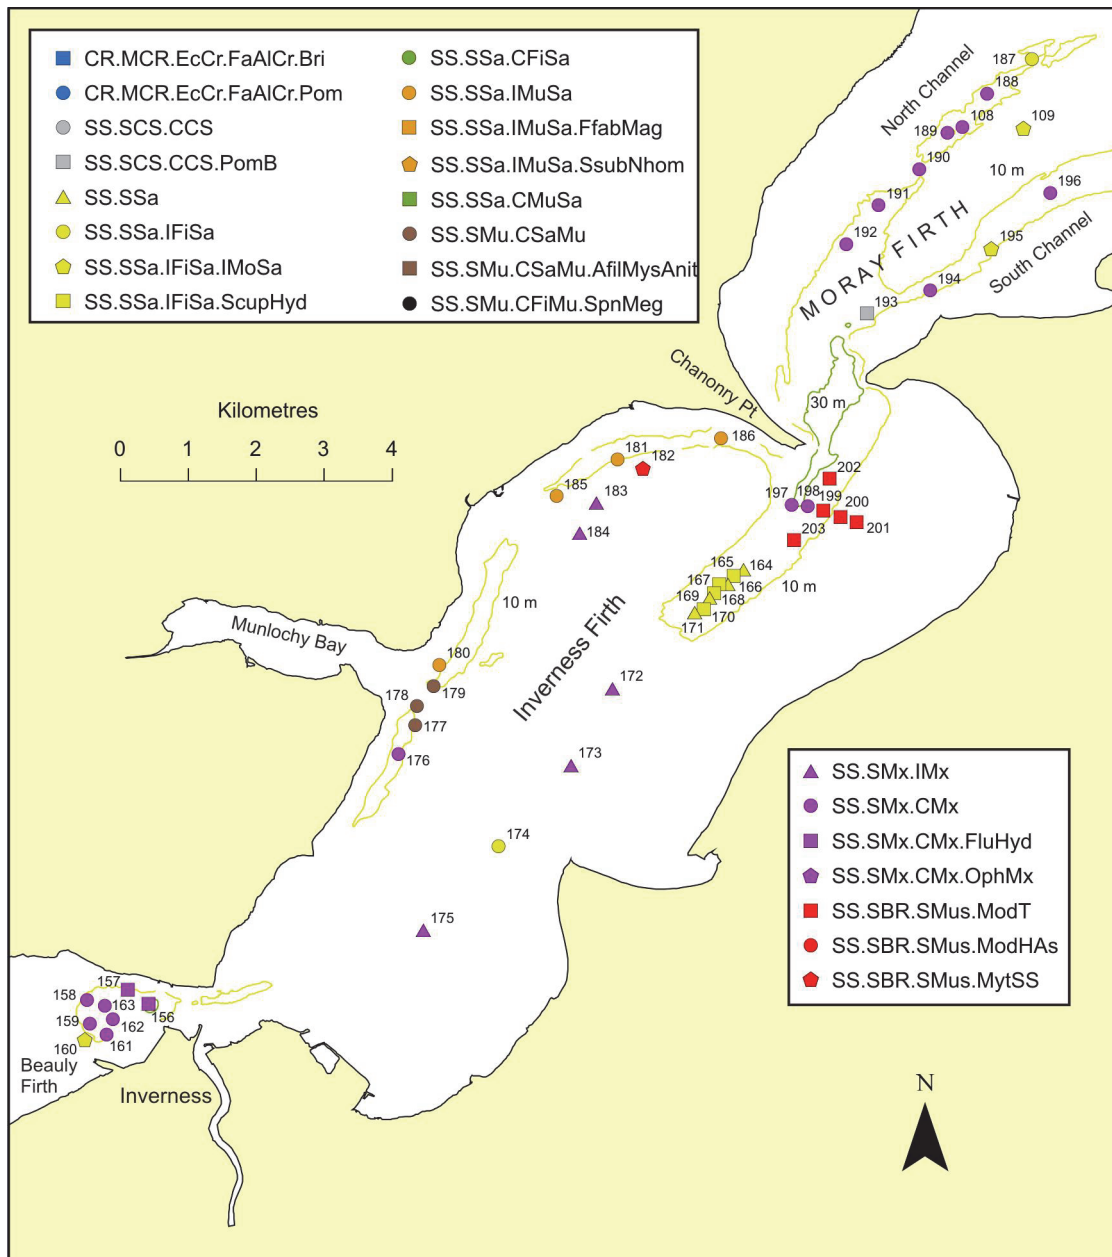 CR.MCR.EcCr.FaAlCr.Bri
CR.MCR.EcCr.FaAlCr.Pom
SS.SCS.CCS
SS.SCS.CCS.PomB
SS.SSa
SS.SSa.IFiSa
SS.SSa.IFiSa.IMoSa
SS.SSa.IFiSa.ScupHyd
SS.SSa.CFiSa
SS.SSa.IMuSa
SS.SSa.IMuSa.FfabMag
SS.SSa.IMuSa.SsubNhom
SS.SSa.CMuSa
SS.SMu.CSaMu
SS.SMu.CSaMu.AfilMysAnit
SS.SMu.CFiMu.SpnMeg
North Channel
187
188
189
108
109
190
10 m
191
196
192
MORAY FIRTH
195
South Channel
194
193
Chanonry Pt
30 m
Kilometres
0 1 2 3 4
186
181
182
185
183
184
202
197
198
199
200
201
203
165
164
167
166
10 m
169
168
170
171
10 m
Munlochy Bay
Inverness Firth
180
179
178
177
176
172
173
174
175
SS.SMx.IMx
SS.SMx.CMx
SS.SMx.CMx.FluHyd
SS.SMx.CMx.OphMx
SS.SBR.SMus.ModT
SS.SBR.SMus.ModHAs
SS.SBR.SMus.MytSS
157
158
163
156
159
162
160
161
Beauly
Firth
Inverness
N